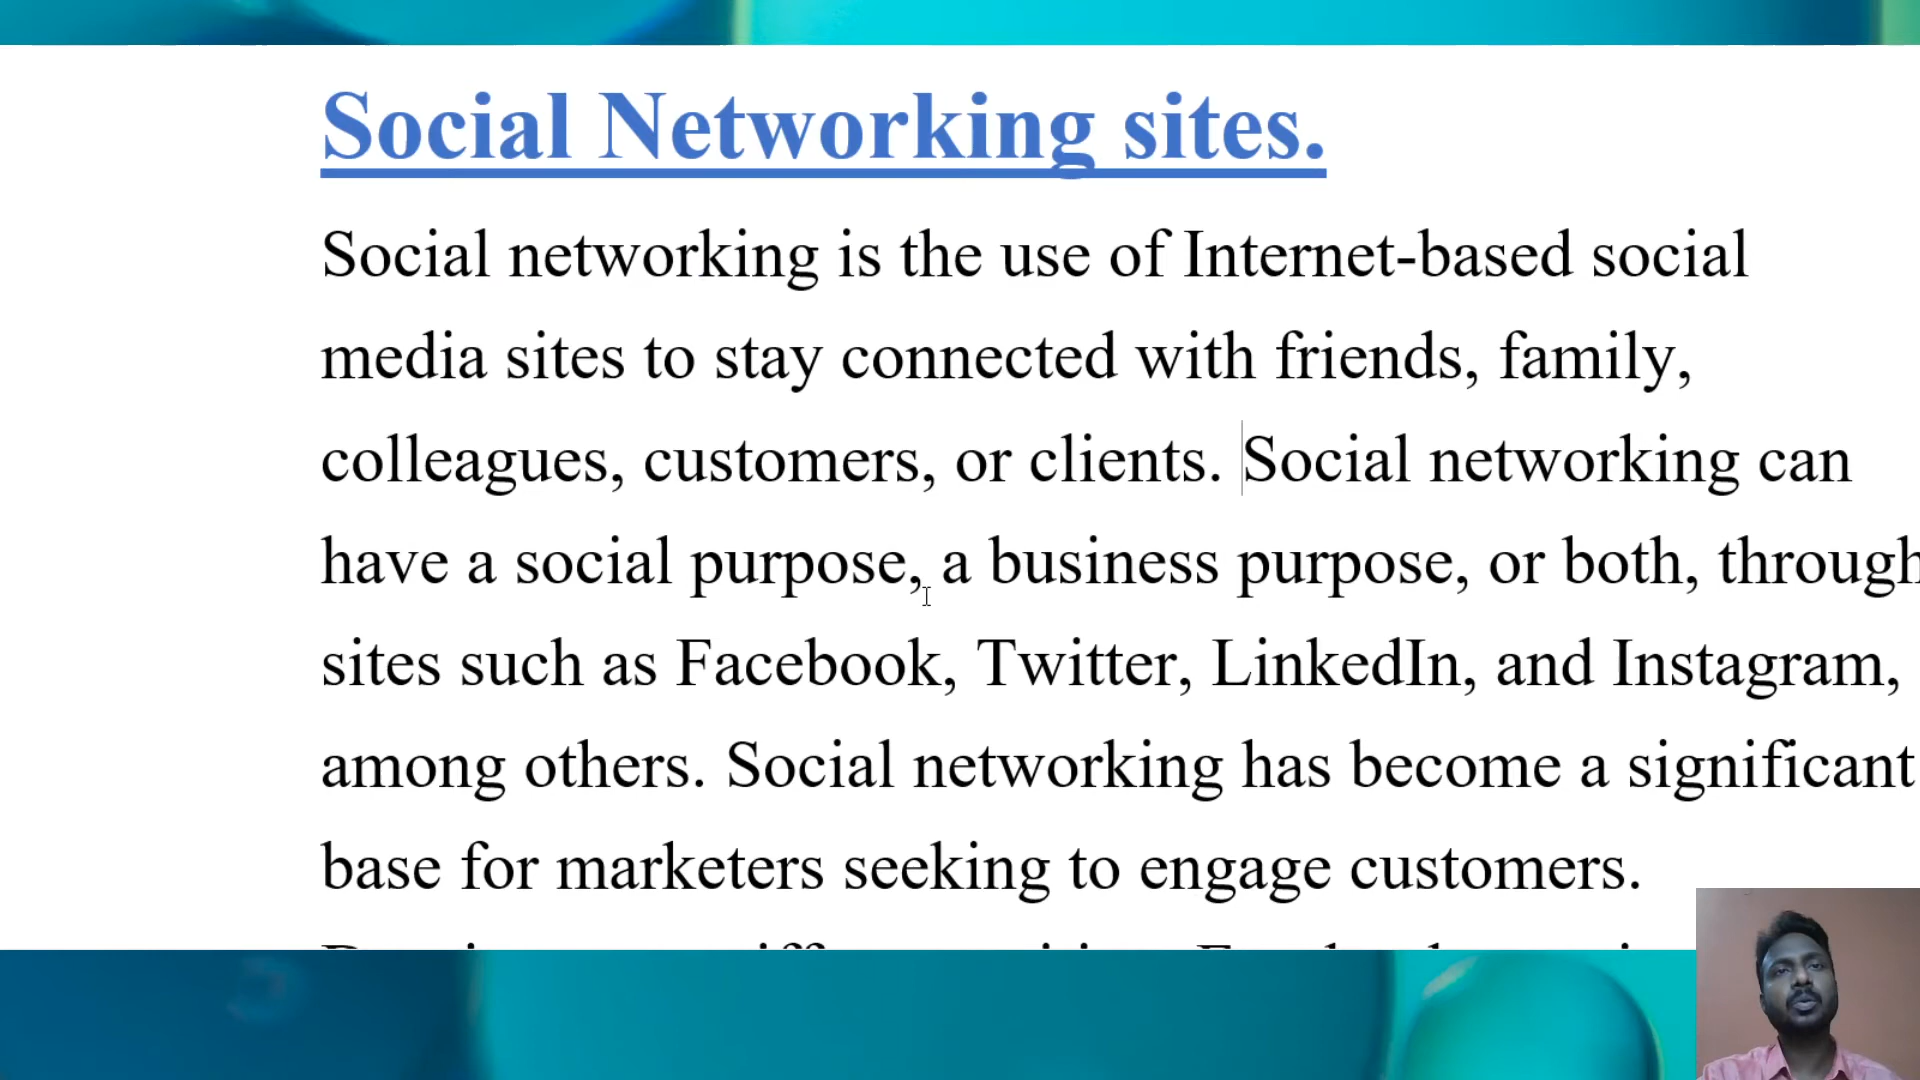 Social Networking sites.
Social networking is the use of Internet-based social
media sites to stay connected with friends, family,
colleagues, customers, or clients. Social networking can
have a social purpose, a business purpose, or both, through
sites such as Facebook, Twitter, LinkedIn, and Instagram,
among others. Social networking has become a significant
base for marketers seeking to engage customers.